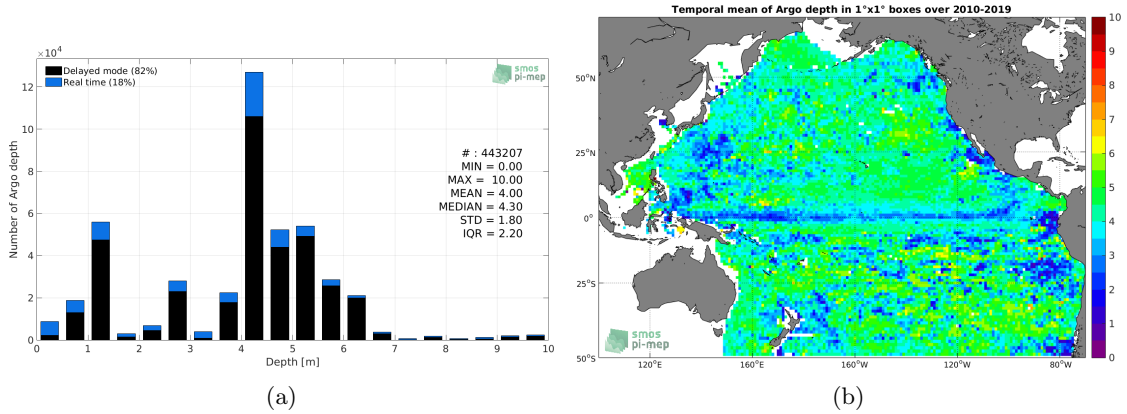 ×10⁴
Delayed mode (82%)
Real time (18%)
smos
pi-mep
12
10
8
6
4
2
0
Number of Argo depth
# : 443207
MIN = 0.00
MAX = 10.00
MEAN = 4.00
MEDIAN = 4.30
STD = 1.80
IQR = 2.20
0 1 2 3 4 5 6 7 8 9 10
Depth [m]
(a)
Temporal mean of Argo depth in 1°x1° boxes over 2010-2019
50°N
25°N
0°
25°S
50°S
120°E 160°E 160°W 120°W 80°W
smos
pi-mep
10
9
8
7
6
5
4
3
2
1
0
(b)